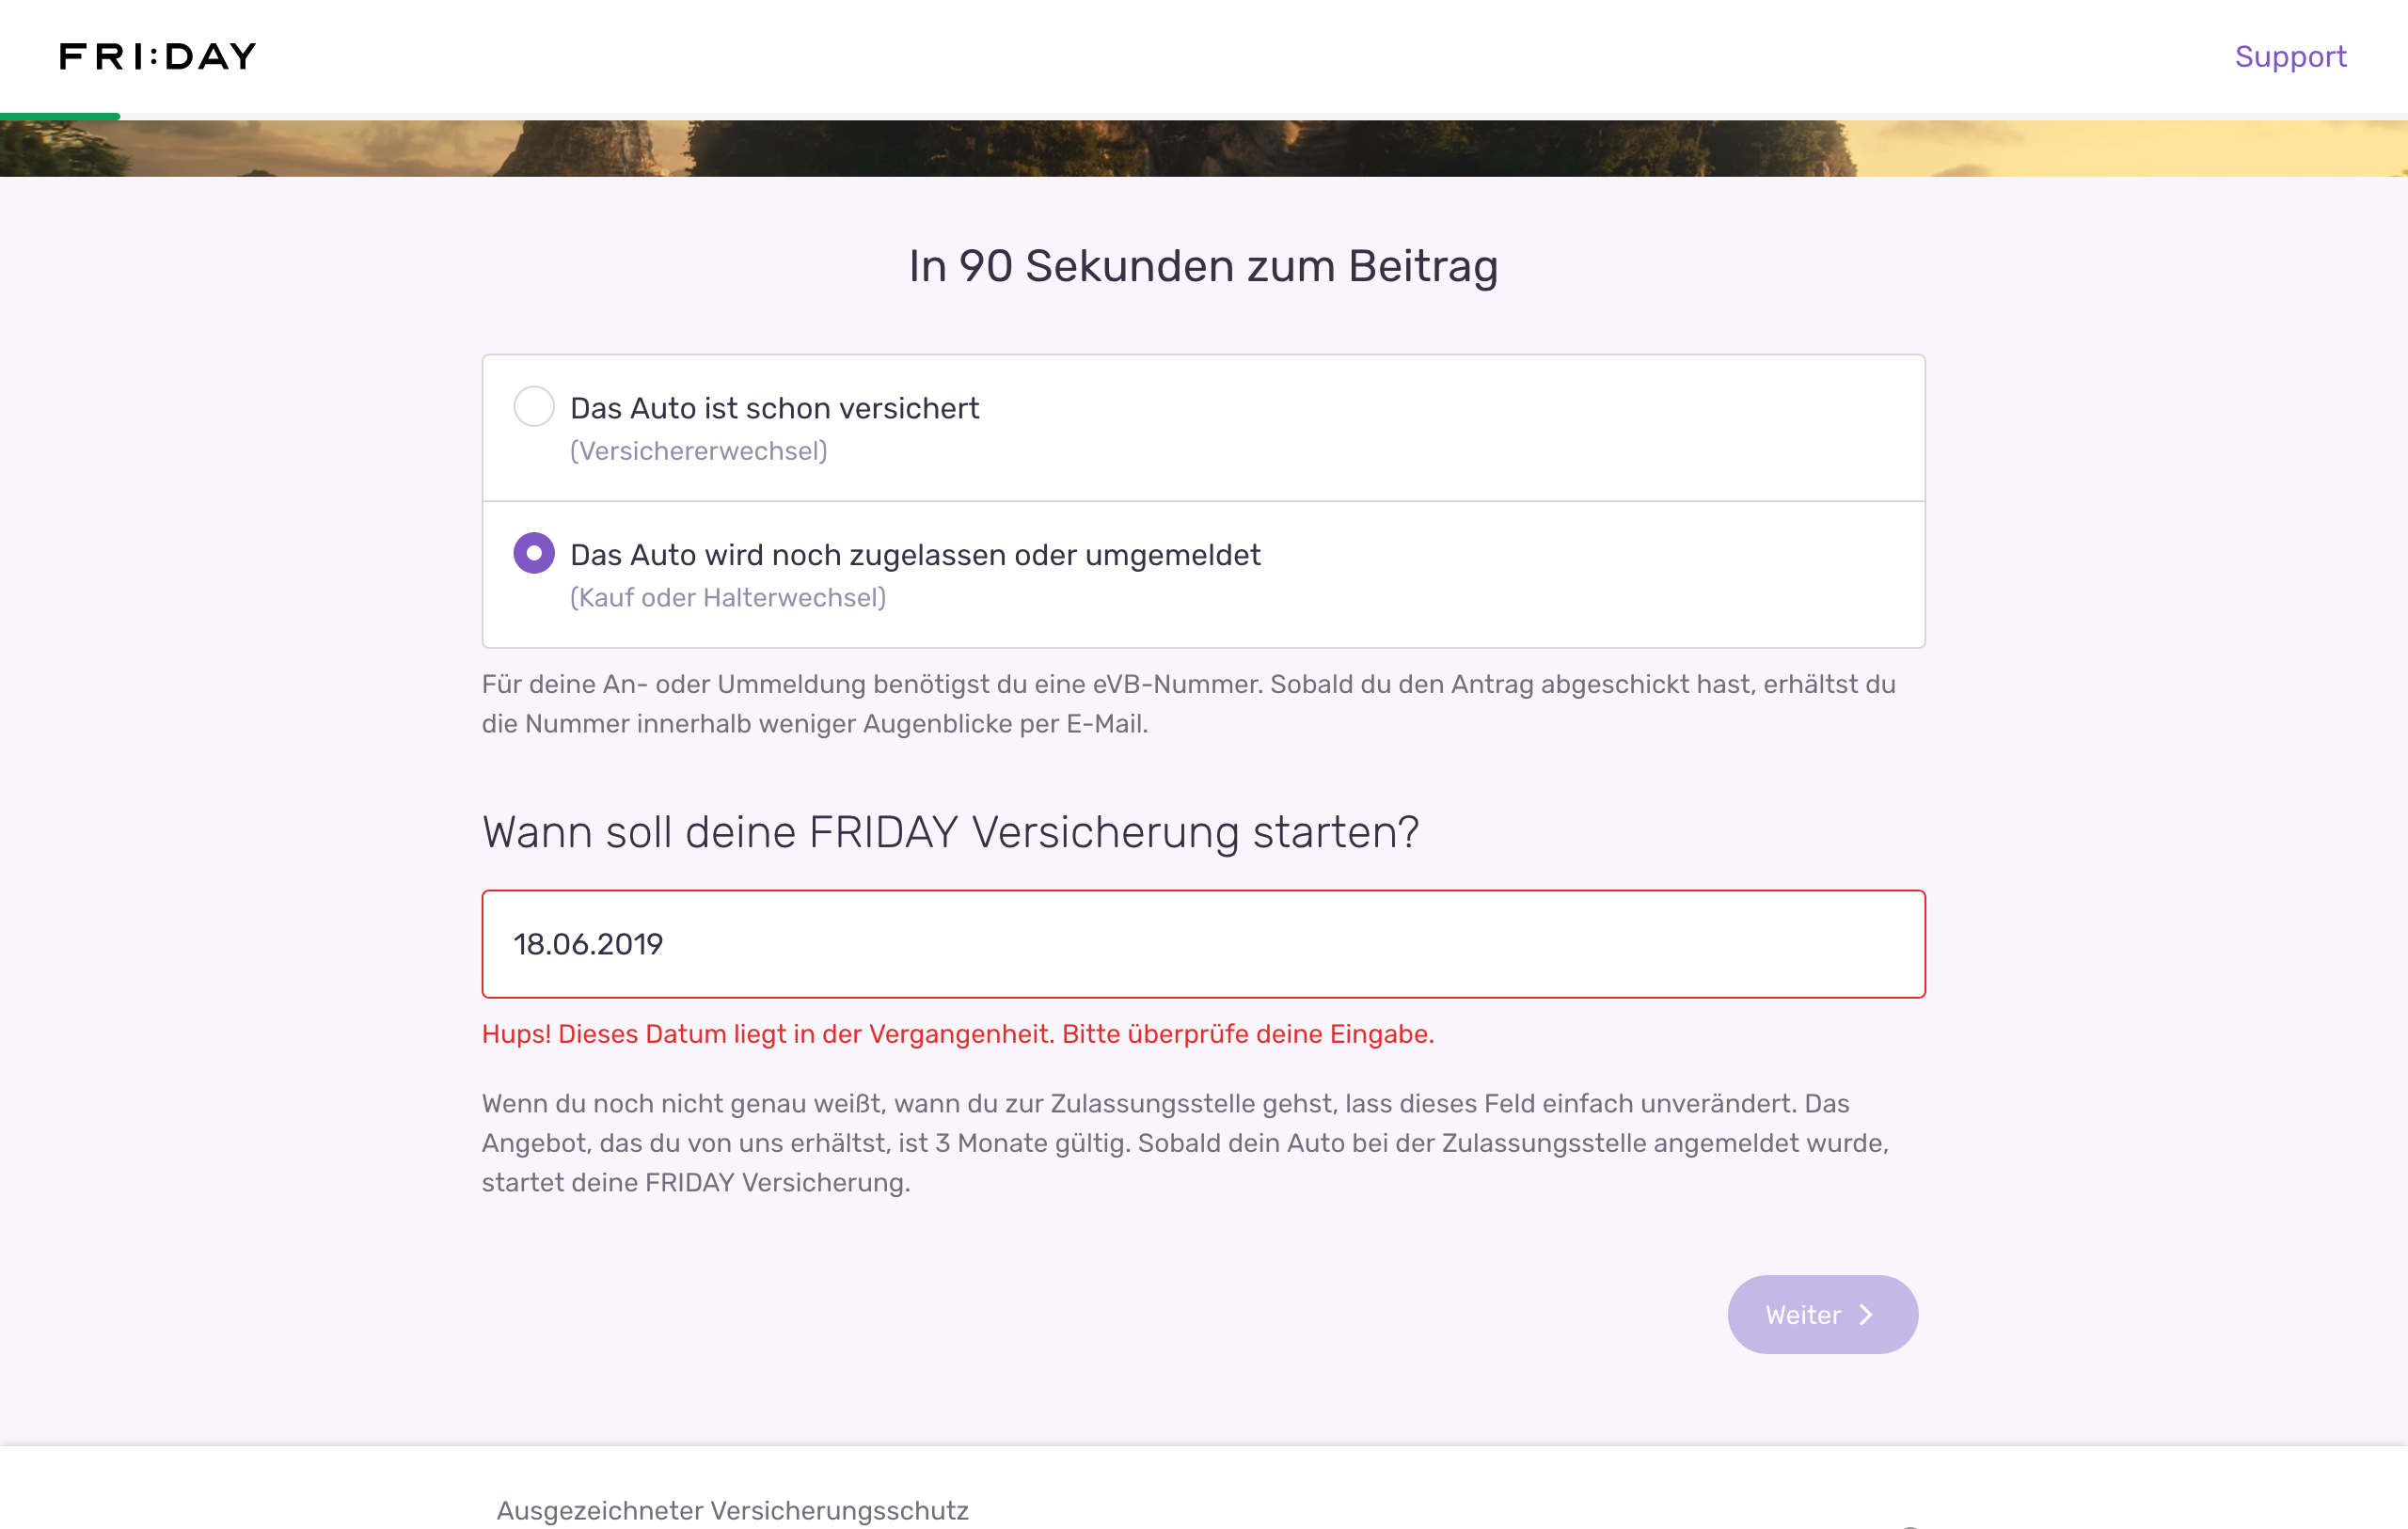 FRI:DAY
Support
In 90 Sekunden zum Beitrag
Das Auto ist schon versichert
(Versichererwechsel)
Das Auto wird noch zugelassen oder umgemeldet
(Kauf oder Halterwechsel)
Für deine An- oder Ummeldung benötigst du eine eVB-Nummer. Sobald du den Antrag abgeschickt hast, erhältst du
die Nummer innerhalb weniger Augenblicke per E-Mail.
Wann soll deine FRIDAY Versicherung starten?
18.06.2019
Hups! Dieses Datum liegt in der Vergangenheit. Bitte überprüfe deine Eingabe.
Wenn du noch nicht genau weißt, wann du zur Zulassungsstelle gehst, lass dieses Feld einfach unverändert. Das
Angebot, das du von uns erhältst, ist 3 Monate gültig. Sobald dein Auto bei der Zulassungsstelle angemeldet wurde,
startet deine FRIDAY Versicherung.
Weiter
Ausgezeichneter Versicherungsschutz